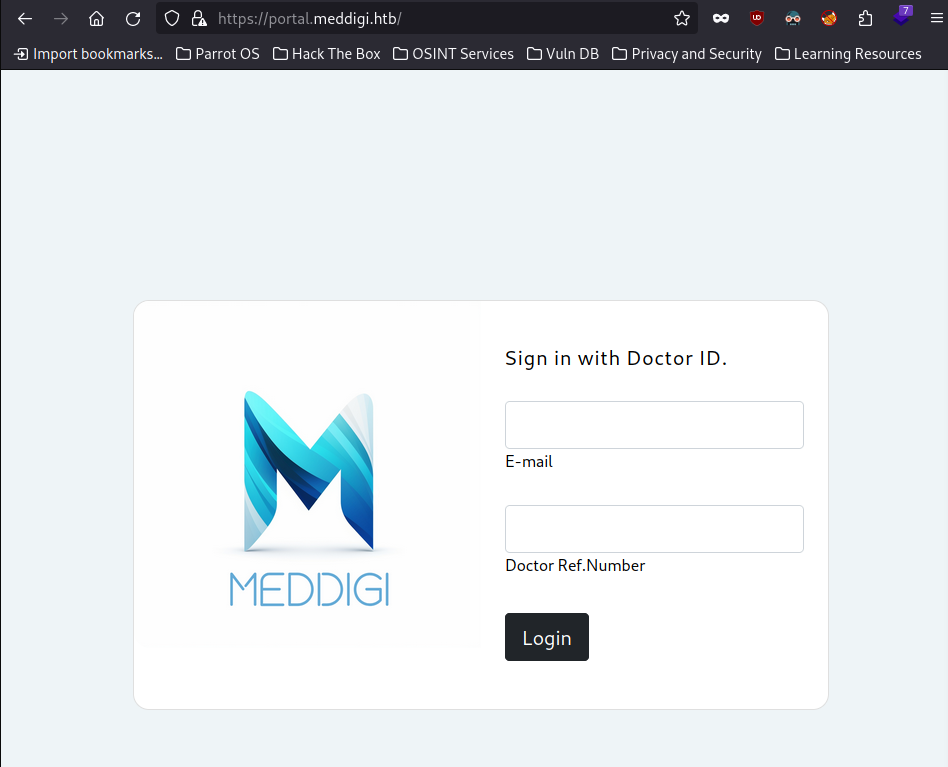 https://portal.meddigi.htb/
7
Import bookmarks... Parrot OS Hack The Box OSINT Services Vuln DB Privacy and Security Learning Resources
Sign in with Doctor ID.
E-mail
Doctor Ref.Number
Login
MEDDIGI